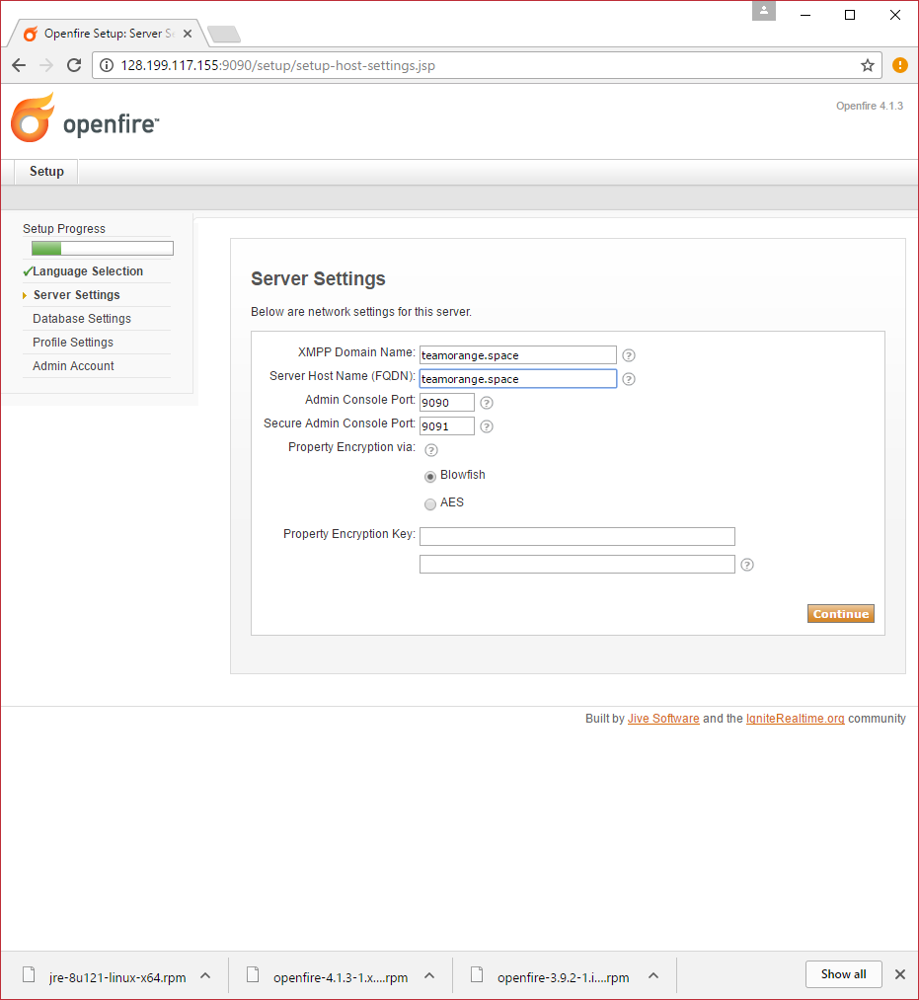 Openfire Setup: Server Se
128.199.117.155:9090/setup/setup-host-settings.jsp
openfire™
Openfire 4.1.3
Setup
Setup Progress
Language Selection
Server Settings
Database Settings
Profile Settings
Admin Account
Server Settings
Below are network settings for this server.
XMPP Domain Name: teamorange.space
Server Host Name (FQDN): teamorange.space
Admin Console Port: 9090
Secure Admin Console Port: 9091
Property Encryption via:
Blowfish
AES
Property Encryption Key:
Continue
Built by Jive Software and the IgniteRealtime.org community
jre-8u121-linux-x64.rpm openfire-4.1.3-1.x....rpm openfire-3.9.2-1.i....rpm Show all